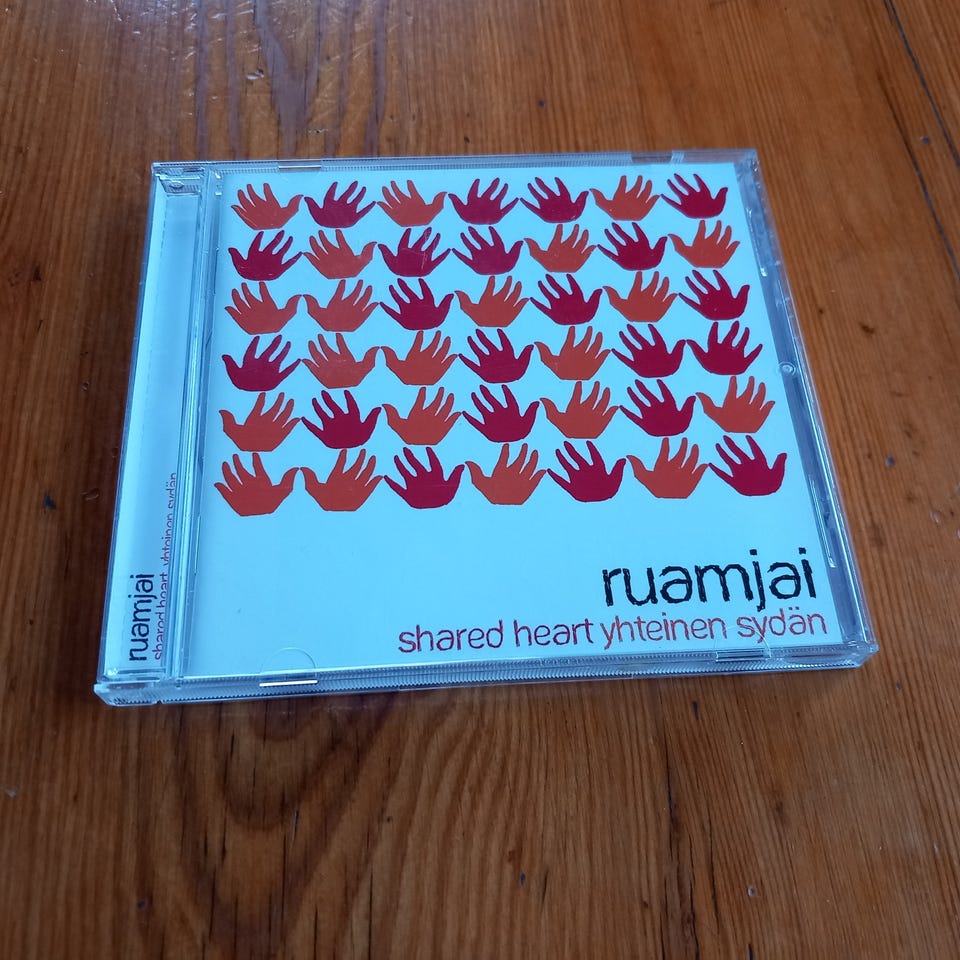 ruamjai
shared heart yhteinen sydän
ruamjai
shared heart yhteinen sydän